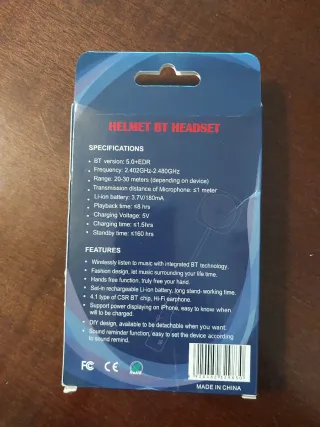 HELMET BT HEADSET
SPECIFICATIONS
• BT version: 5.0+EDR
• Frequency: 2.402GHz-2.480GHz
• Range: 20-30 meters (depending on device)
• Transmission distance of Microphone: ≤1 meter
• Li-ion battery: 3.7V/180mA
• Playback time: ≤8 hrs
• Charging Voltage: 5V
• Charging time: ≤1.5hrs
• Standby time: ≤160 hrs
FEATURES
• Wirelessly listen to music with integrated BT technology.
• Fashion design, let music surrounding your life time.
• Hands free function, truly free your hand.
• Set-in rechargeable Li-ion battery, long stand- working time.
• 4.1 type of CSR BT chip, Hi-Fi earphone.
• Support power displaying on iPhone, easy to know when
will to be charged.
• DIY design, available to be detachable when you want.
• Sound reminder function, easy to set the device according
to sound remind.
FC CE RoHS
MADE IN CHINA